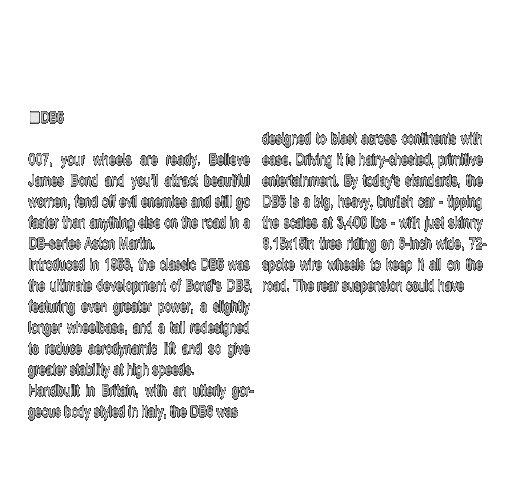 DB6
007, your wheels are ready. Believe
James Bond and you'll attract beautiful
women, fend off evil enemies and still go
faster than anything else on the road in a
DB-series Aston Martin.
Introduced in 1965, the classic DB6 was
the ultimate development of Bond's DB5,
featuring even greater power, a slightly
longer wheelbase, and a tail redesigned
to reduce aerodynamic lift and so give
greater stability at high speeds.
Handbuilt in Britain, with an utterly gor-
geous body styled in Italy, the DB6 was
designed to blast across continents with
ease. Driving it is hairy-chested, primitive
entertainment. By today's standards, the
DB6 is a big, heavy, brutish car - tipping
the scales at 3,400 lbs - with just skinny
8.15x15in tires riding on 6-inch wide, 72-
spoke wire wheels to keep it all on the
road. The rear suspension could have